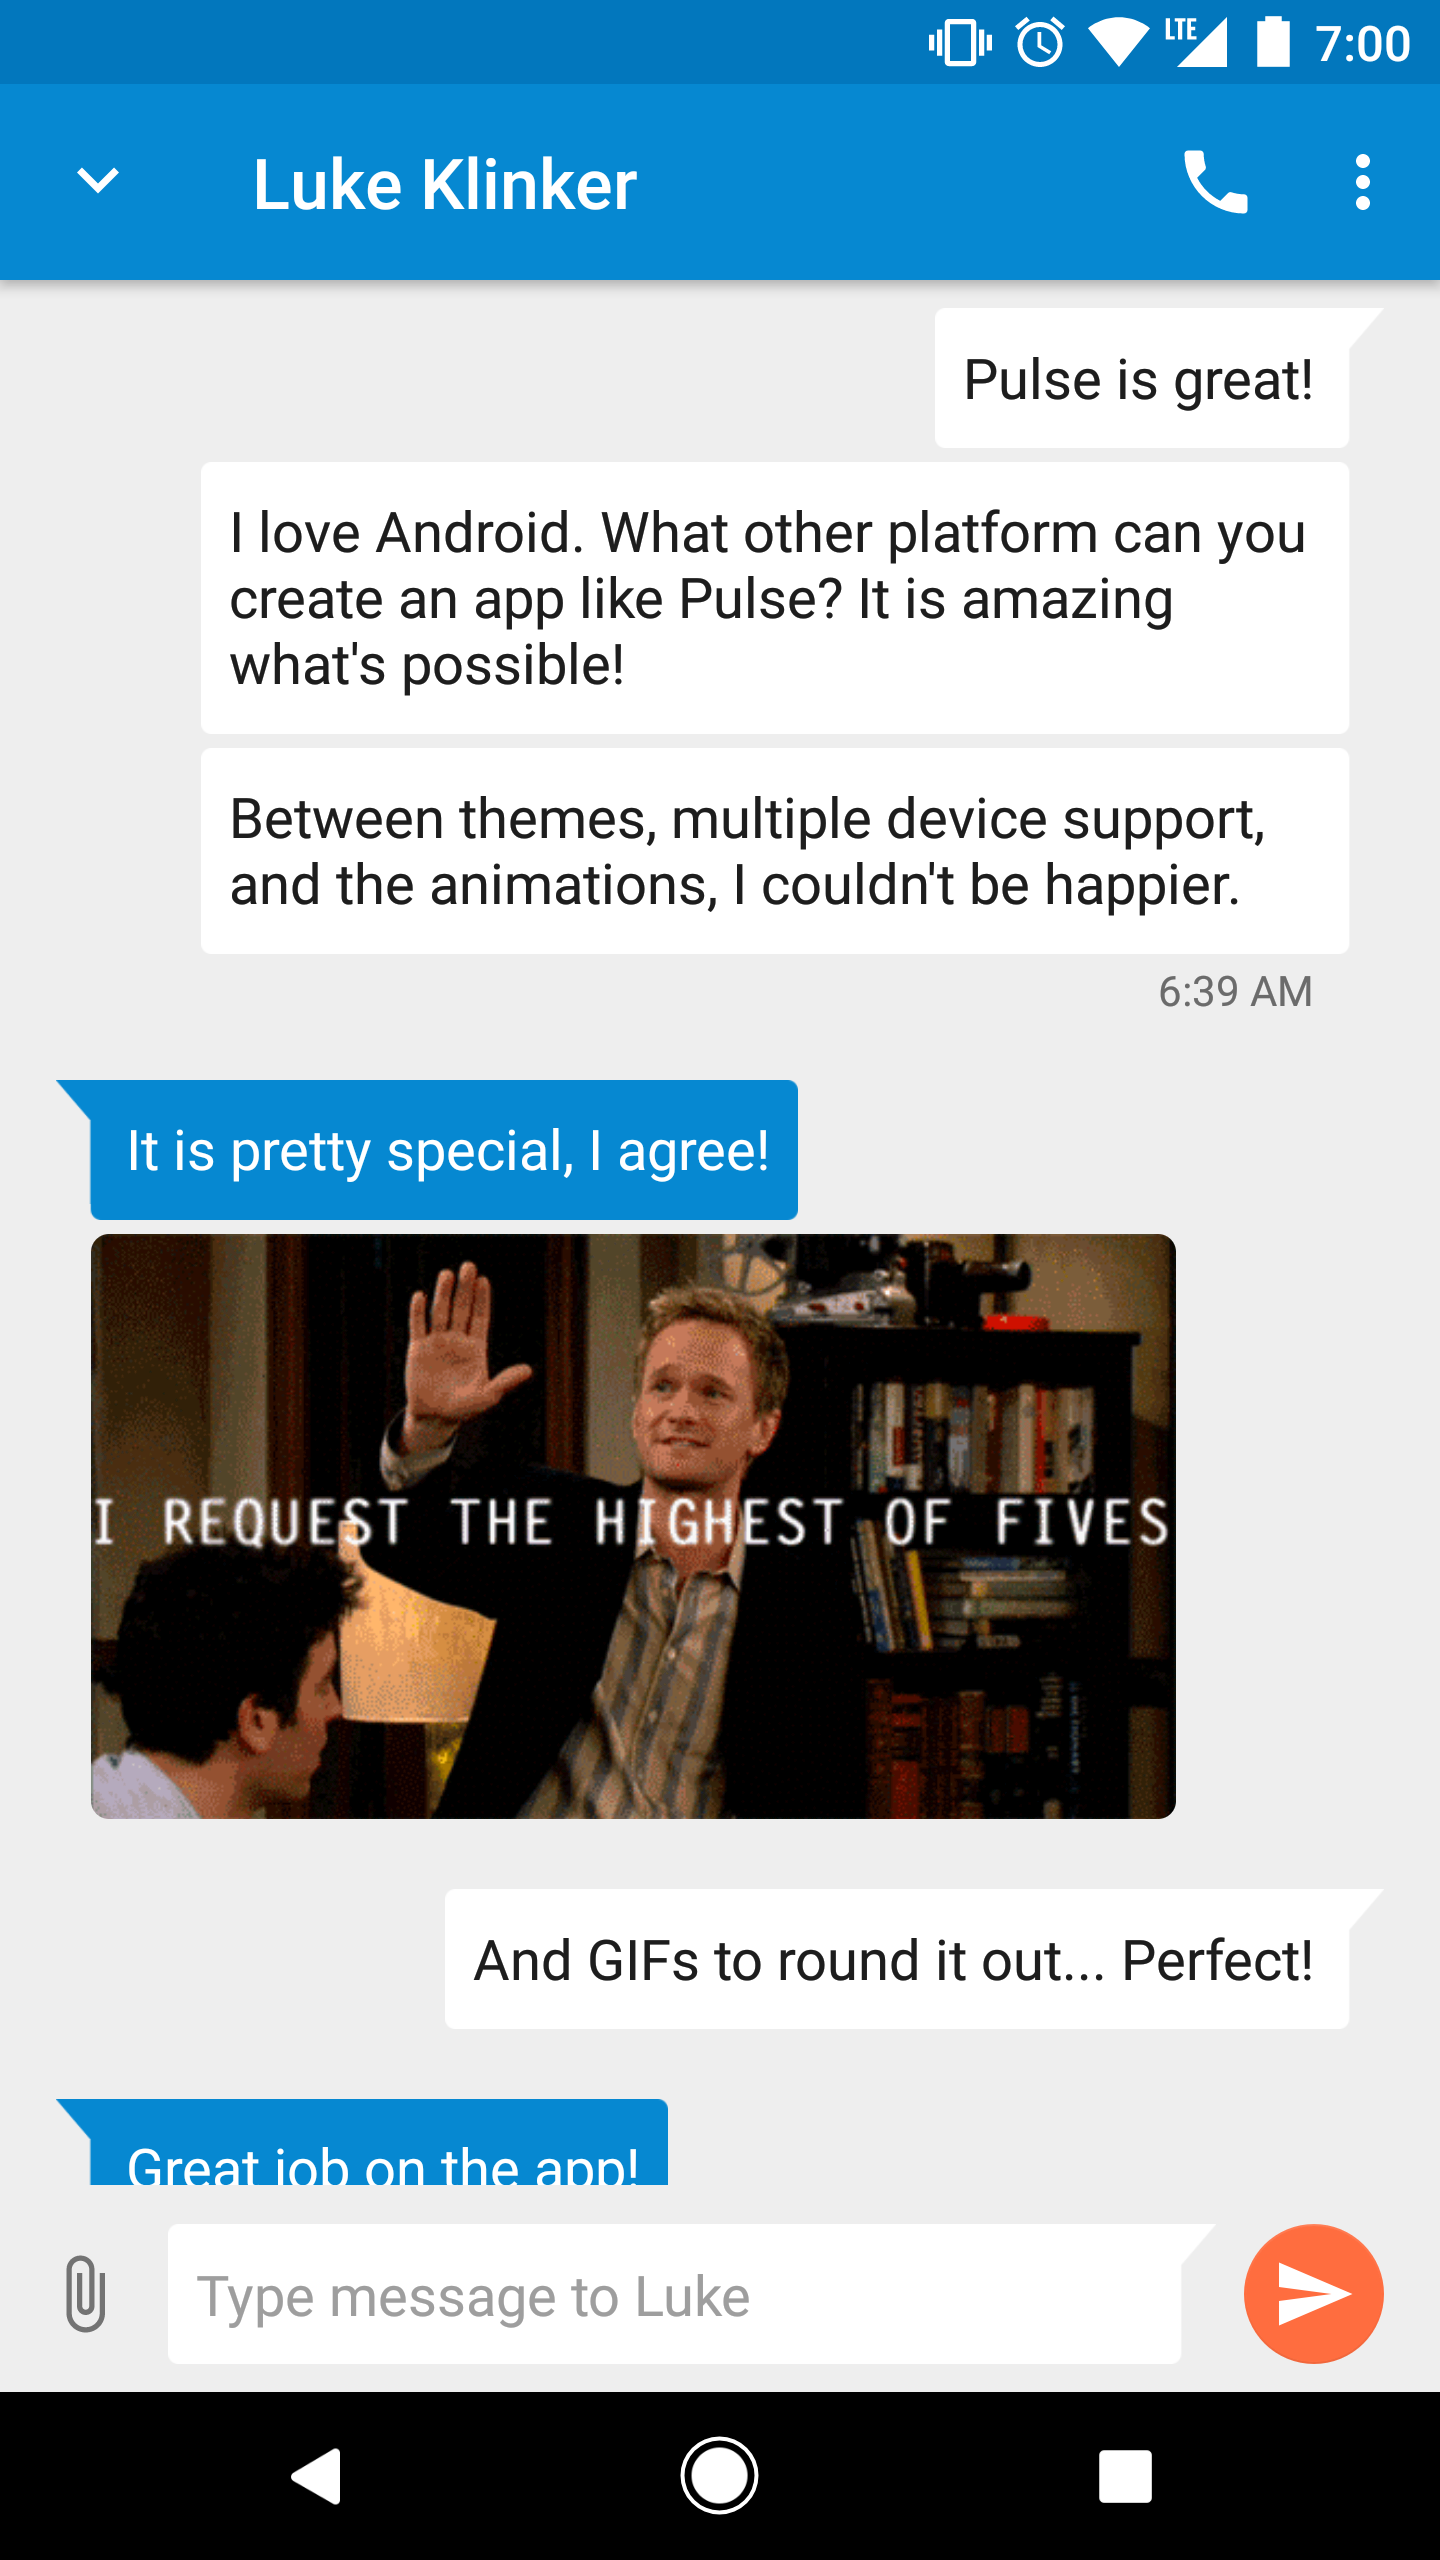 LTE 7:00
Luke Klinker
Pulse is great!
I love Android. What other platform can you
create an app like Pulse? It is amazing
what's possible!
Between themes, multiple device support,
and the animations, I couldn't be happier.
6:39 AM
It is pretty special, I agree!
I REQUEST THE HIGHEST OF FIVES
And GIFs to round it out... Perfect!
Great job on the app!
Type message to Luke